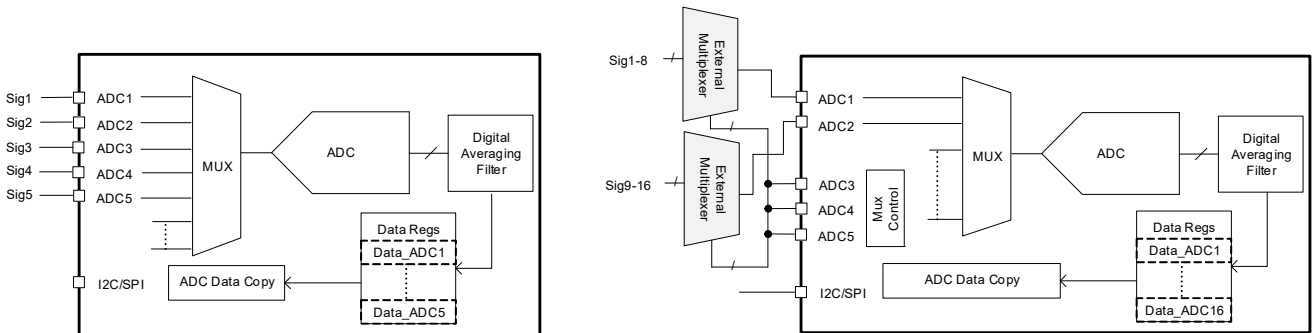 Sig1
Sig2
Sig3
Sig4
Sig5
ADC1
ADC2
ADC3
ADC4
ADC5
MUX
ADC
Digital
Averaging
Filter
Data Regs
Data_ADC1
Data_ADC5
ADC Data Copy
I2C/SPI
Sig1-8
External
Multiplexer
Sig9-16
External
Multiplexer
ADC1
ADC2
ADC3
ADC4
ADC5
Mux
Control
MUX
ADC
Digital
Averaging
Filter
Data Regs
Data_ADC1
Data_ADC16
ADC Data Copy
I2C/SPI